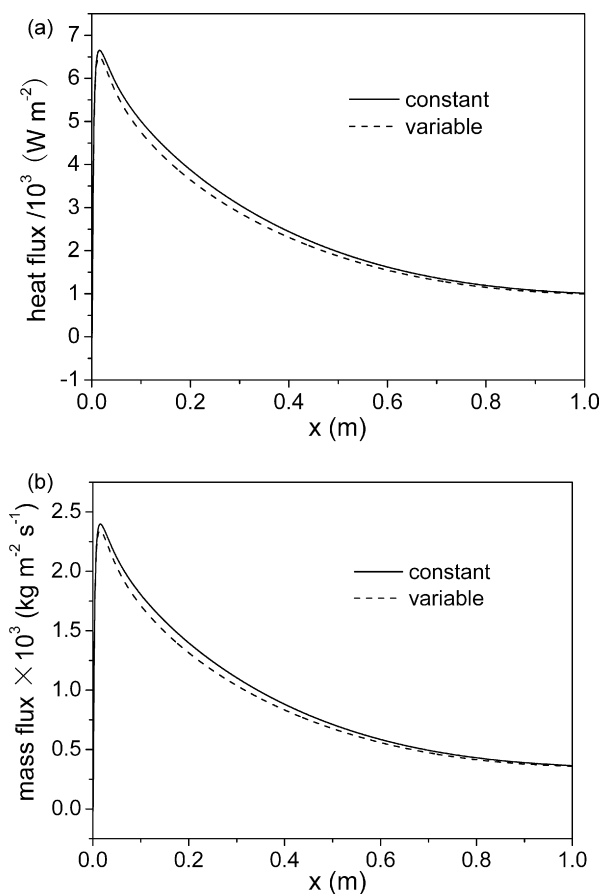 (a)
heat flux /10³ (W m⁻²)
7
6
5
4
3
2
1
0
-1
constant
variable
0.0 0.2 0.4 0.6 0.8 1.0
x (m)
(b)
mass flux ×10³ (kg m⁻² s⁻¹)
2.5
2.0
1.5
1.0
0.5
0.0
constant
variable
0.0 0.2 0.4 0.6 0.8 1.0
x (m)